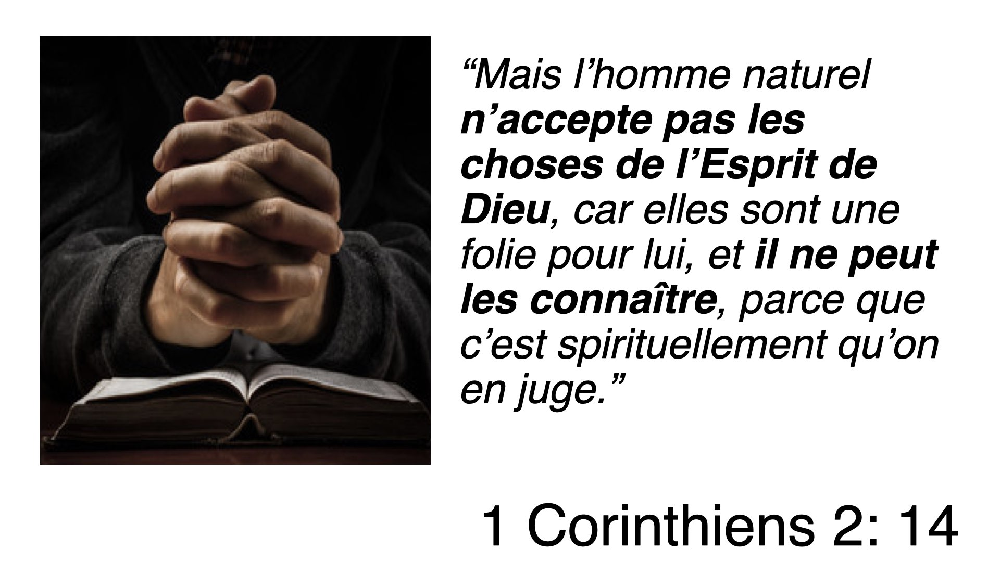 “Mais l’homme naturel
n’accepte pas les
choses de l’Esprit de
Dieu, car elles sont une
folie pour lui, et il ne peut
les connaître, parce que
c’est spirituellement qu’on
en juge.”
1 Corinthiens 2: 14